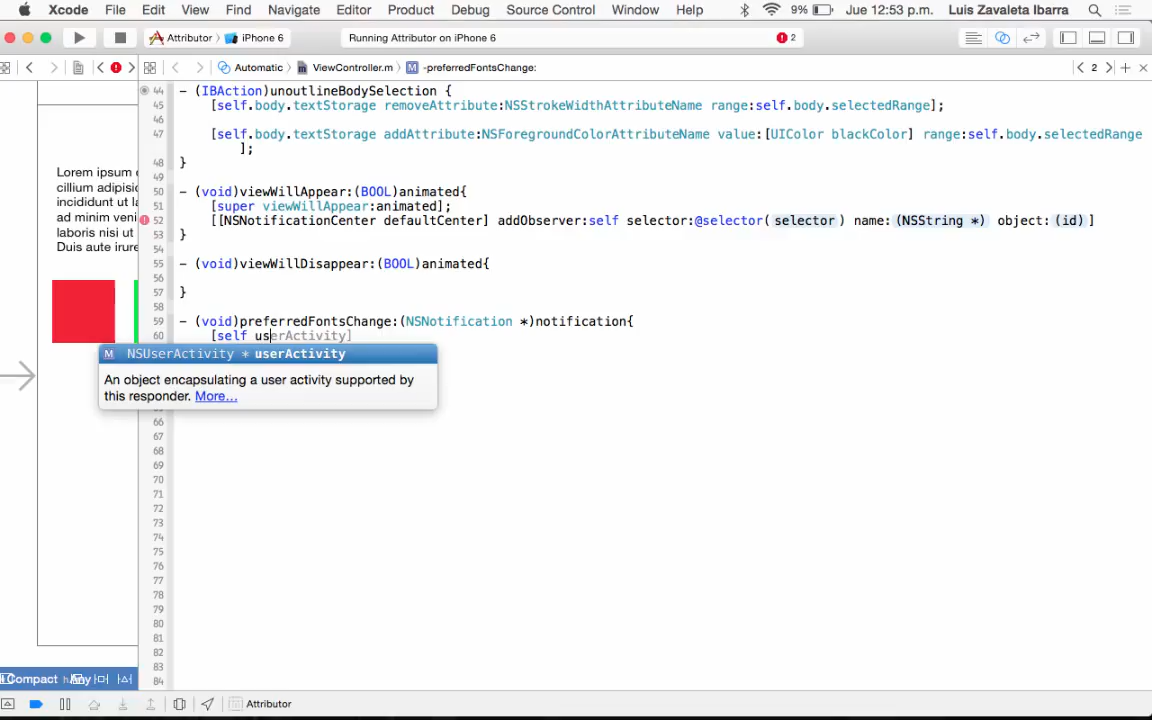 Xcode File Edit View Find Navigate Editor Product Debug Source Control Window Help 9% Jue 12:53 p.m. Luis Zavaleta Ibarra
Attributor iPhone 6 Running Attributor on iPhone 6 2
Automatic ViewController.m M -preferredFontsChange: 2
44 - (IBAction)unoutlineBodySelection {
45 [self.body.textStorage removeAttribute:NSStrokeWidthAttributeName range:self.body.selectedRange];
46
47 [self.body.textStorage addAttribute:NSForegroundColorAttributeName value:[UIColor blackColor] range:self.body.selectedRange
];
48 }
49
50 - (void)viewWillAppear:(BOOL)animated{
51 [super viewWillAppear:animated];
52 [[NSNotificationCenter defaultCenter] addObserver:self selector:@selector(selector) name:(NSString *) object:(id)]
53 }
54
55 - (void)viewWillDisappear:(BOOL)animated{
56
57 }
58
59 - (void)preferredFontsChange:(NSNotification *)notification{
60 [self userActivity]
M NSUserActivity * userActivity
An object encapsulating a user activity supported by
this responder. More...
66
67
68
69
70
71
72
73
74
75
76
77
78
79
80
81
82
83
84
Lorem ipsum
cillum adipisi
incididunt ut l
ad minim veni
laboris nisi ut
Duis aute irure
Compact Any
Attributor